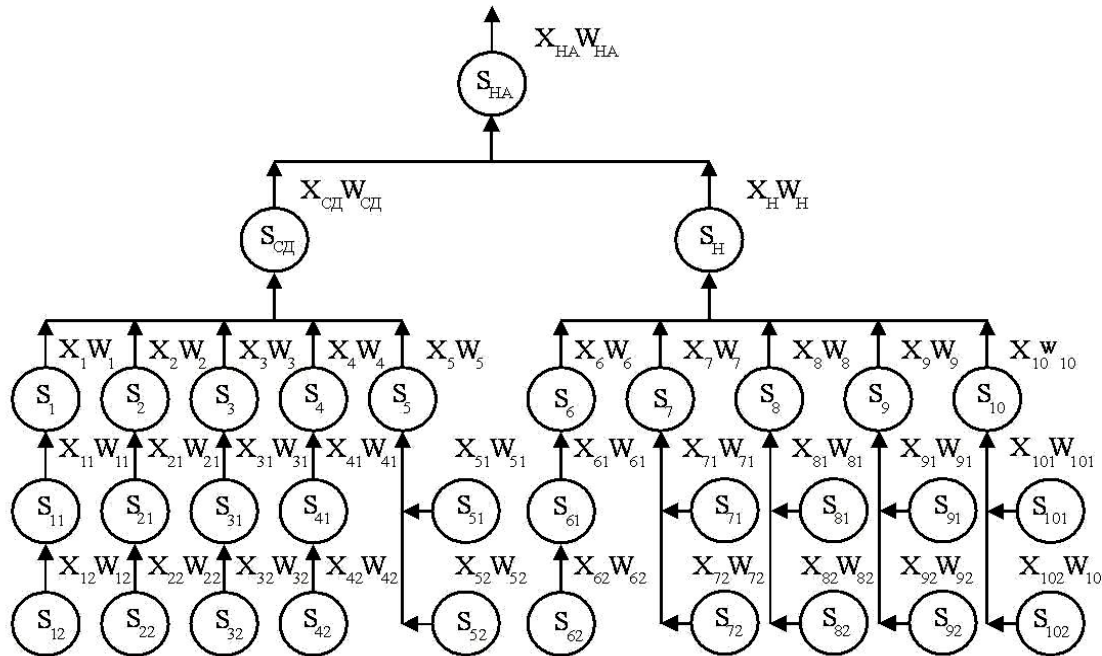 X_НА W_НА
S_НА
X_СД W_СД X_Н W_Н
S_СД S_Н
X_1 W_1 X_2 W_2 X_3 W_3 X_4 W_4 X_5 W_5 X_6 W_6 X_7 W_7 X_8 W_8 X_9 W_9 X_10 w_10
S_1 S_2 S_3 S_4 S_5 S_6 S_7 S_8 S_9 S_10
X_11 W_11 X_21 W_21 X_31 W_31 X_41 W_41 X_51 W_51 X_61 W_61 X_71 W_71 X_81 W_81 X_91 W_91 X_101 W_101
S_11 S_21 S_31 S_41 S_51 S_61 S_71 S_81 S_91 S_101
X_12 W_12 X_22 W_22 X_32 W_32 X_42 W_42 X_52 W_52 X_62 W_62 X_72 W_72 X_82 W_82 X_92 W_92 X_102 W_10
S_12 S_22 S_32 S_42 S_52 S_62 S_72 S_82 S_92 S_102